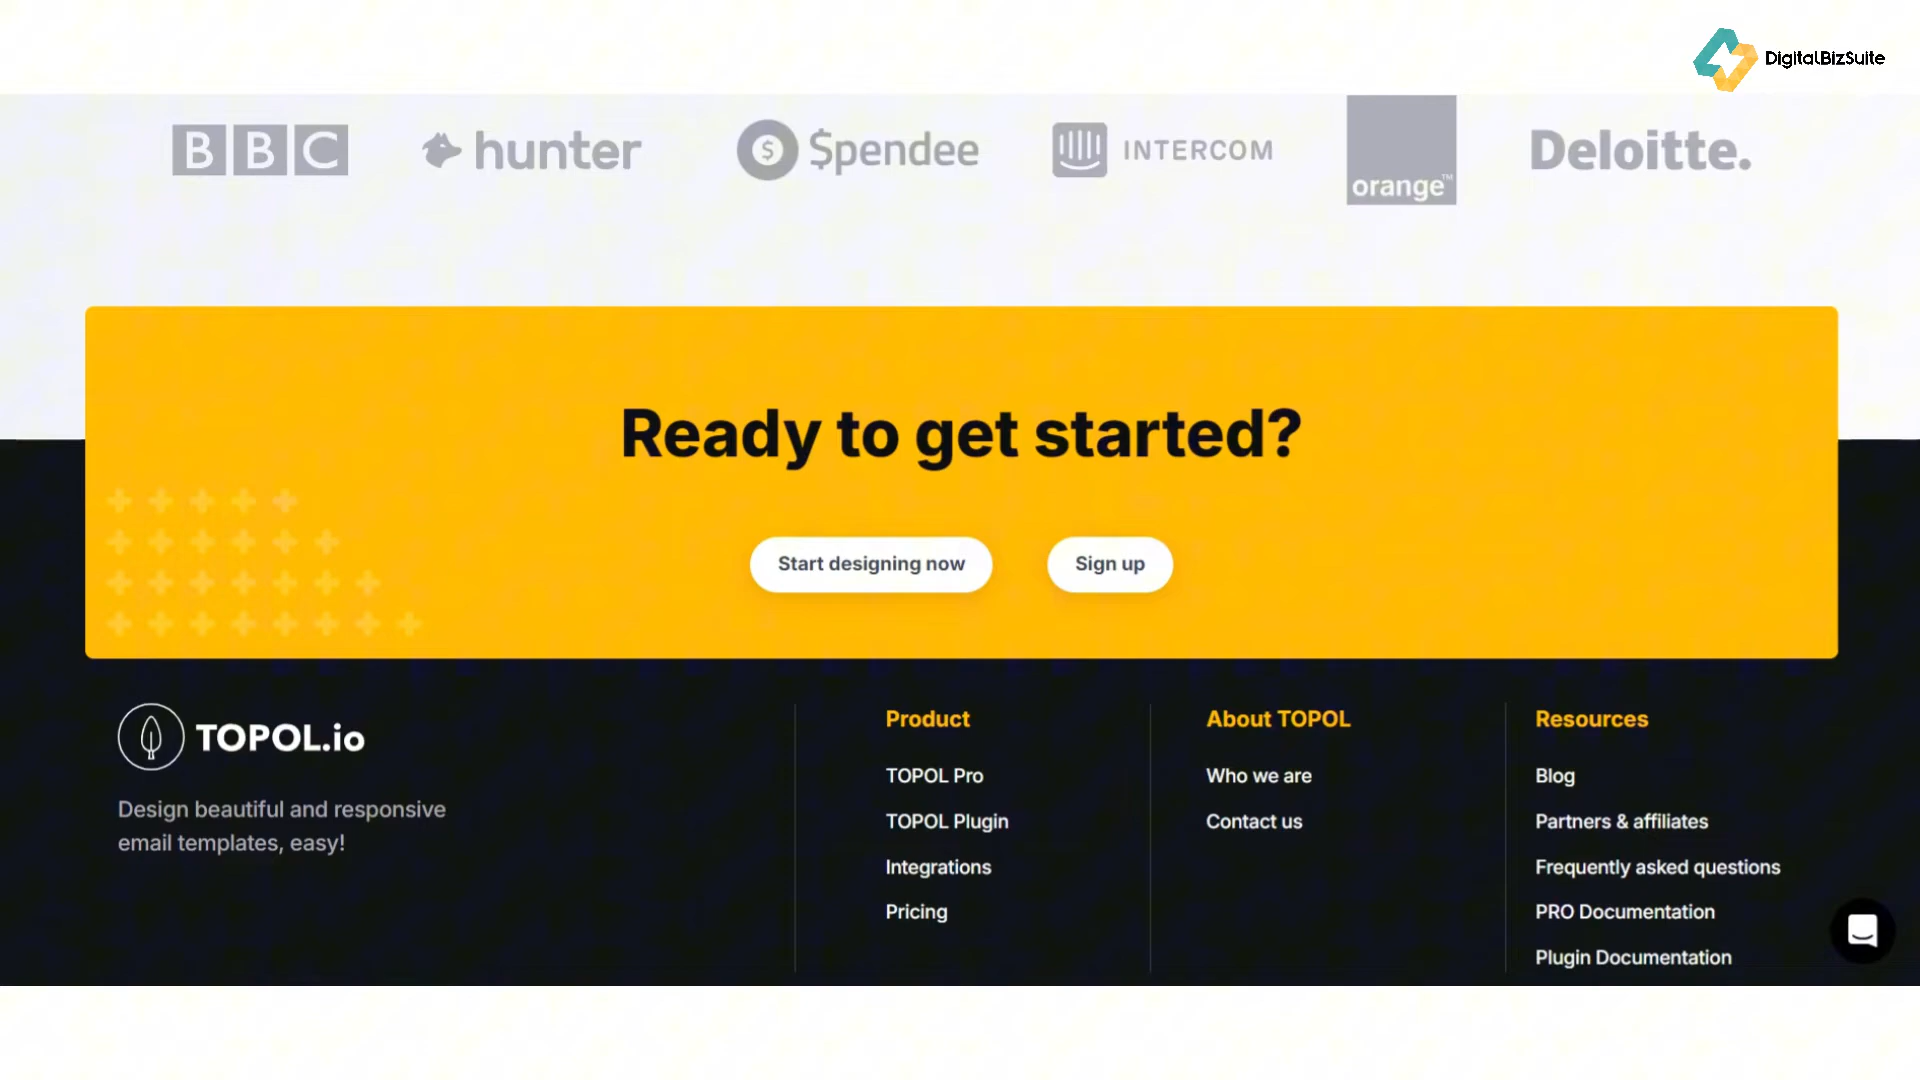 DigitalBizSuite
BBC
hunter
$ $pendee
INTERCOM
orange™
Deloitte.
Ready to get started?
Start designing now
Sign up
TOPOL.io
Design beautiful and responsive
email templates, easy!
Product
TOPOL Pro
TOPOL Plugin
Integrations
Pricing
About TOPOL
Who we are
Contact us
Resources
Blog
Partners & affiliates
Frequently asked questions
PRO Documentation
Plugin Documentation